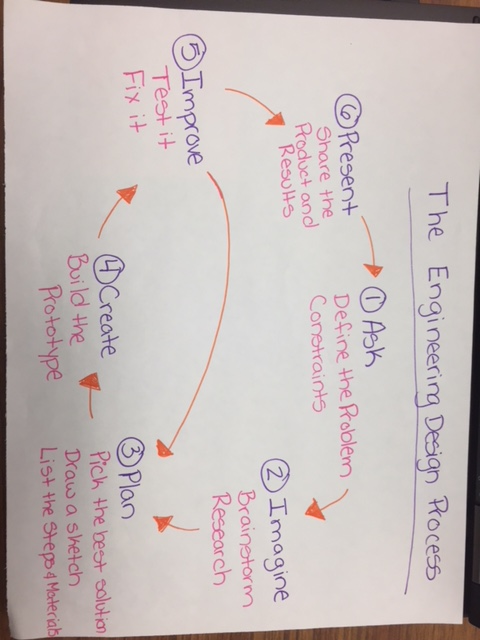 The Engineering Design Process
① Ask
Define the Problem
Constraints
② Imagine
Brainstorm
Research
③ Plan
Pick the best solution
Draw a sketch
List the Steps & Materials
④ Create
Build the
Prototype
⑤ Improve
Test it
Fix it
⑥ Present
Share the
Product and
Results